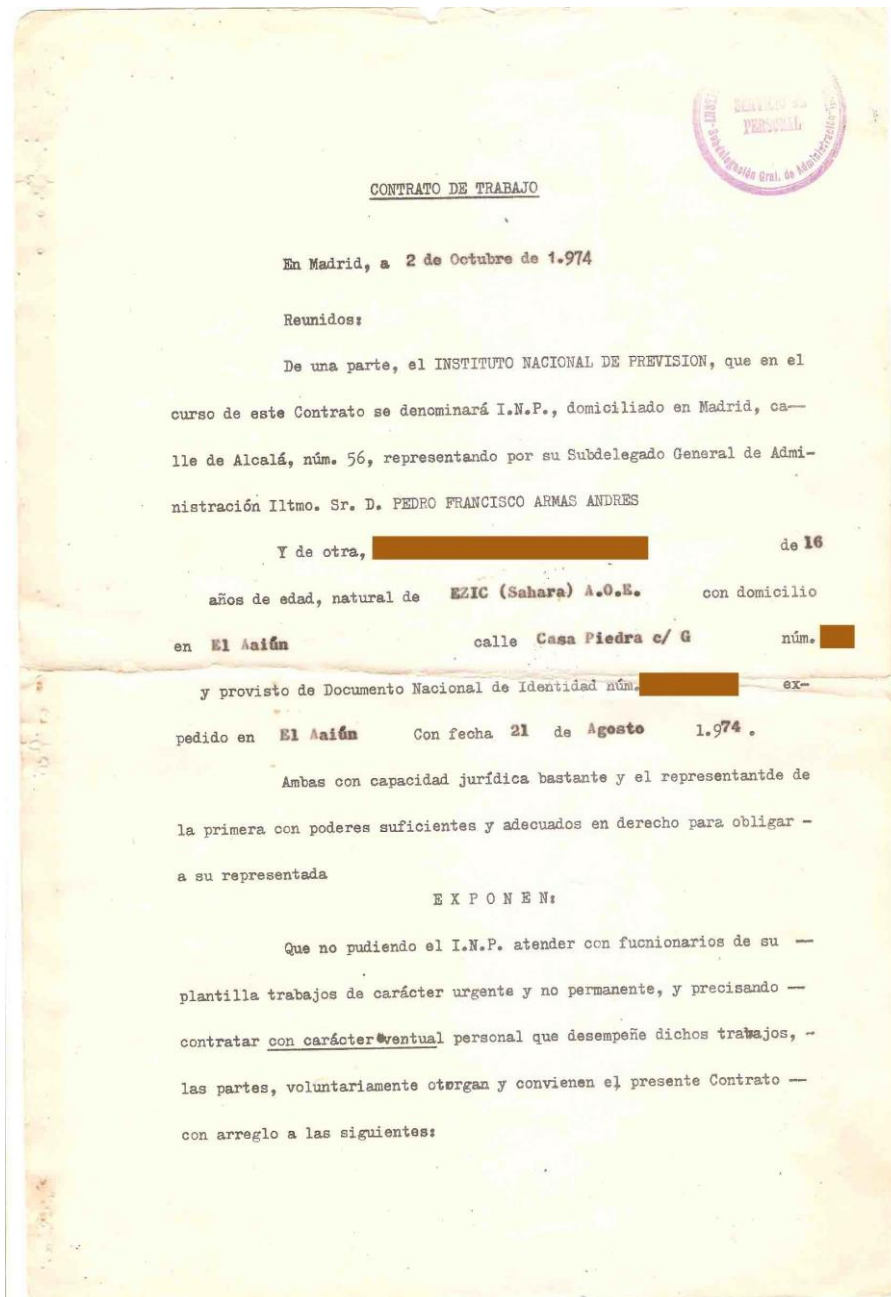 SERVICIO DE
PERSONAL
Subdelegación Gral. de
CONTRATO DE TRABAJO
En Madrid, a 2 de Octubre de 1.974
Reunidos:
De una parte, el INSTITUTO NACIONAL DE PREVISION, que en el
curso de este Contrato se denominará I.N.P., domiciliado en Madrid, ca—
lle de Alcalá, núm. 56, representando por su Subdelegado General de Admi-
nistración Iltmo. Sr. D. PEDRO FRANCISCO ARMAS ANDRES
Y de otra, de 16
años de edad, natural de EZIC (Sahara) A.O.E. con domicilio
en El Aaiún calle Casa Piedra c/ G núm.
y provisto de Documento Nacional de Identidad núm. ex-
pedido en El Aaiún Con fecha 21 de Agosto 1.974 .
Ambas con capacidad jurídica bastante y el representantde de
la primera con poderes suficientes y adecuados en derecho para obligar -
a su representada
E X P O N E N:
Que no pudiendo el I.N.P. atender con fucnionarios de su —
plantilla trabajos de carácter urgente y no permanente, y precisando —
contratar con carácter eventual personal que desempeñe dichos trabajos, -
las partes, voluntariamente otorgan y convienen el presente Contrato —
con arreglo a las siguientes: